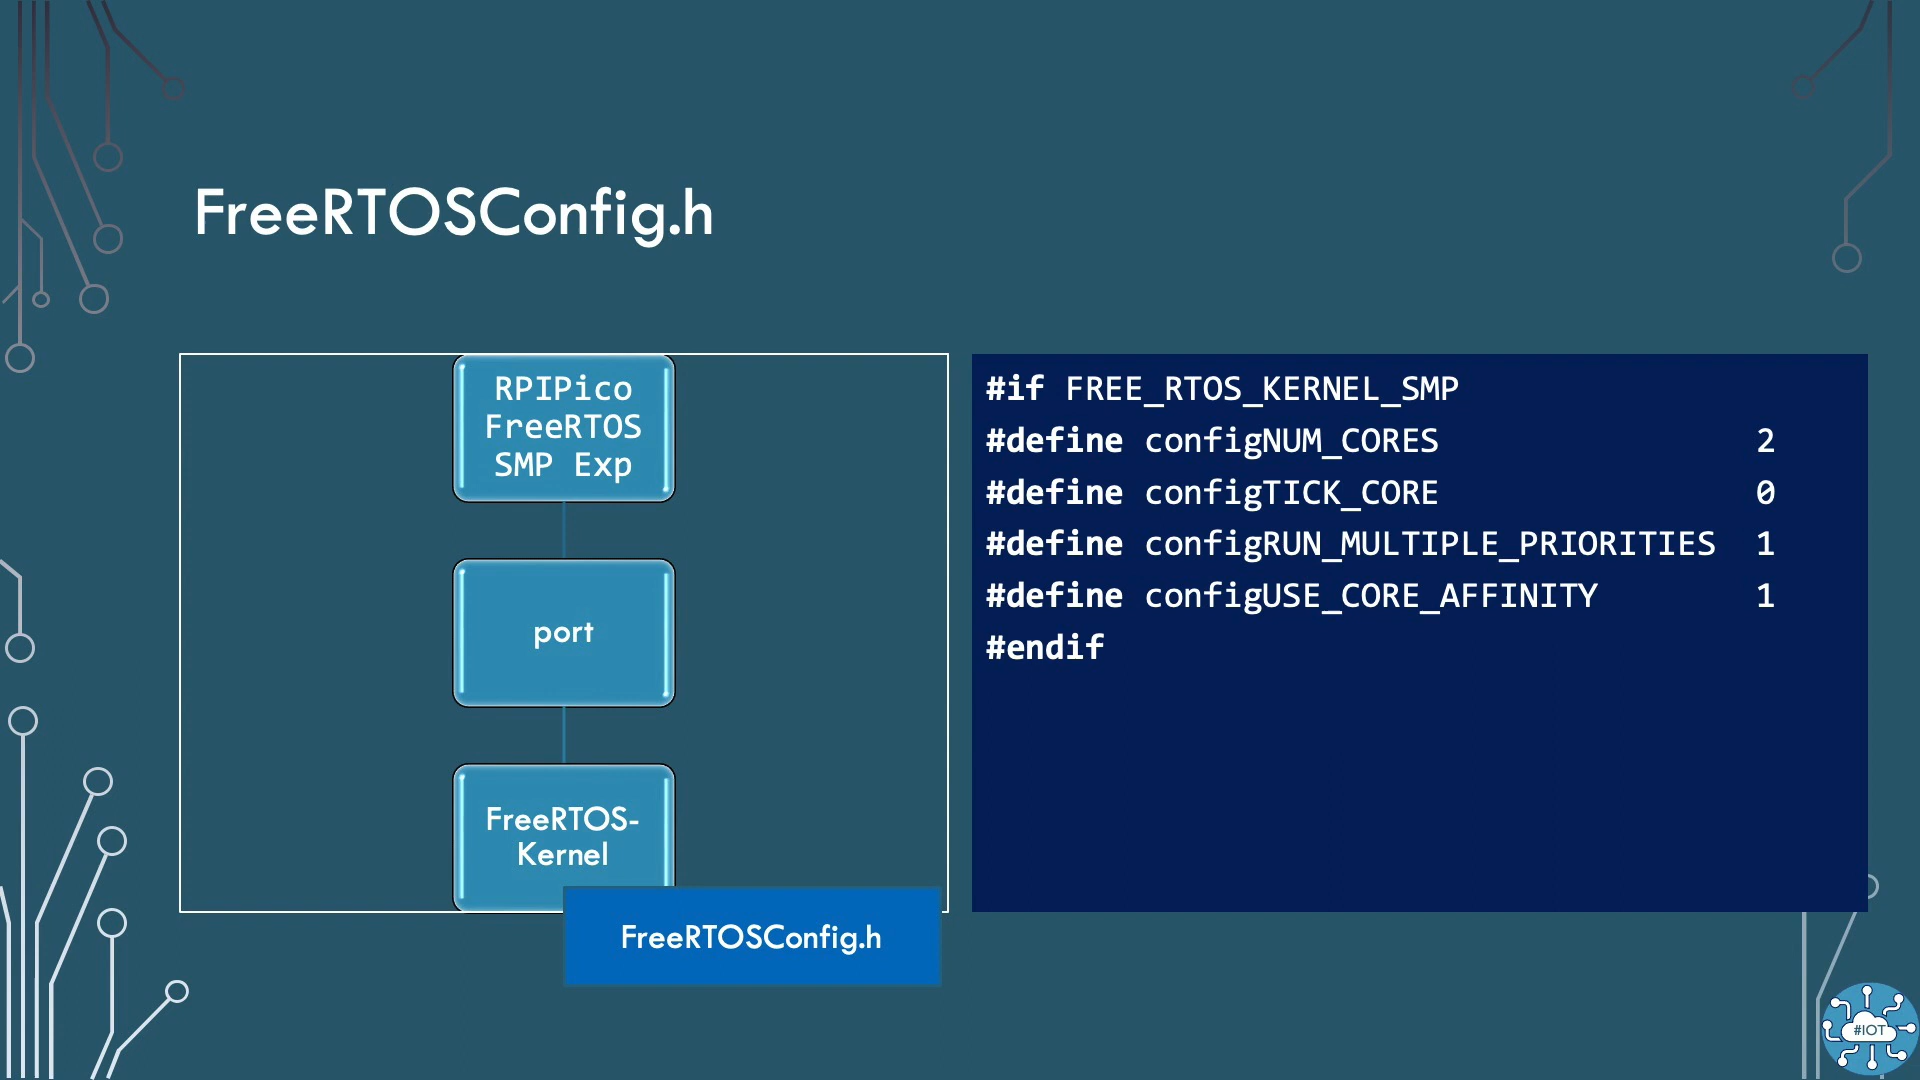 FreeRTOSConfig.h
RPIPico
FreeRTOS
SMP Exp
port
FreeRTOS-
Kernel
FreeRTOSConfig.h
#if FREE_RTOS_KERNEL_SMP
#define configNUM_CORES 2
#define configTICK_CORE 0
#define configRUN_MULTIPLE_PRIORITIES 1
#define configUSE_CORE_AFFINITY 1
#endif
#IOT